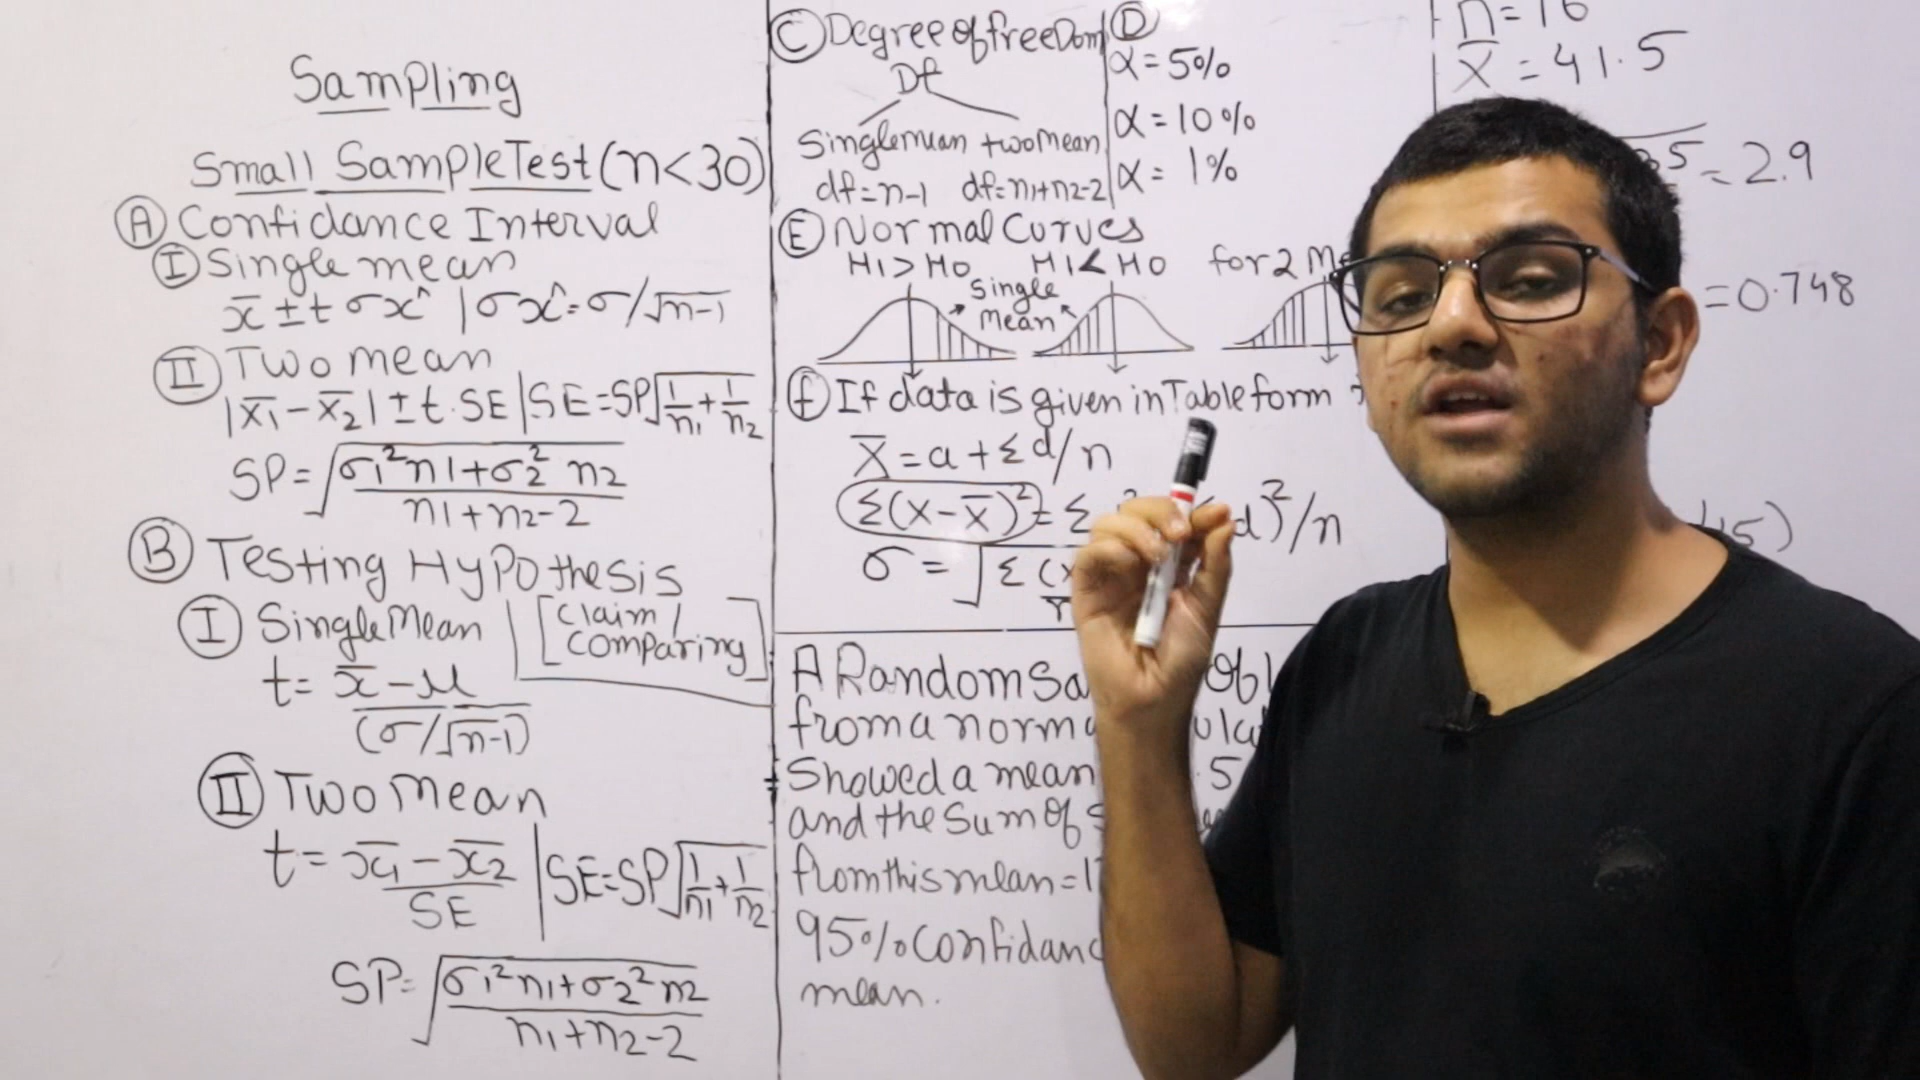 Sampling
Small Sample Test (n<30)
Ⓐ Confidance Interval
Ⓘ Single mean
x̄ ± t σx̂ | σx̂ = σ/√n-1
Ⓘⓘ Two mean
|x̄1 - x̄2| ± t.SE | SE = SP√1/n1 + 1/n2
SP = √σ1²n1+σ2² n2 / n1+n2-2
Ⓑ Testing HyPothesis
Ⓘ Single Mean | [Claim/
Comparing]
t = x̄ - μ / (σ/√n-1)
Ⓘⓘ Two mean
t = x̄1 - x̄2 / SE | SE = SP√1/n1 + 1/n2
SP = √σ1²n1+σ2²n2 / n1+n2-2
Ⓒ Degree of freeDom
Df
Single mean two mean
df=n-1 df=n1+n2-2
Ⓓ
α = 5%
α = 10%
α = 1%
Ⓔ Normal Curves
H1>H0 H1<H0 for 2
Single
mean
ⓕ If data is given in Table form
X̄ = a + Σd/n
Σ(x-x̄)² = Σ d)²/n
σ = √Σ(x
A Random
from a
Showed a mean .5
and the Sum of
from this mean =
95%
mean.
n = 16
X̄ = 41.5
= 2.9
= 0.748